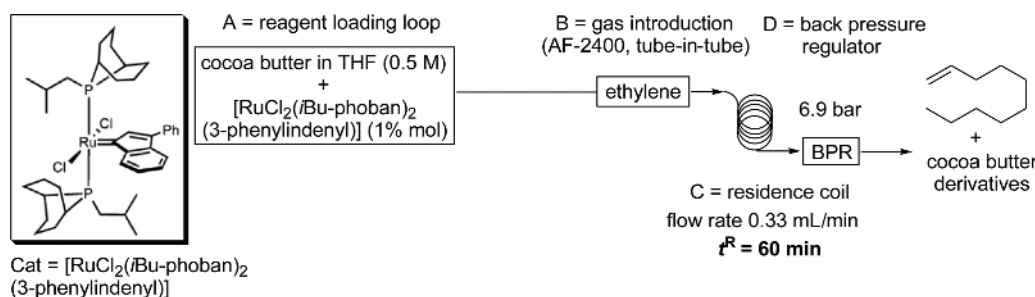 A = reagent loading loop
B = gas introduction
(AF-2400, tube-in-tube)
D = back pressure
regulator
cocoa butter in THF (0.5 M)
+
[RuCl2(iBu-phoban)2
(3-phenylindenyl)] (1% mol)
ethylene
6.9 bar
BPR
+
cocoa butter
derivatives
C = residence coil
flow rate 0.33 mL/min
tR = 60 min
P
Cl
Ph
Ru
Cl
P
Cat = [RuCl2(iBu-phoban)2
(3-phenylindenyl)]